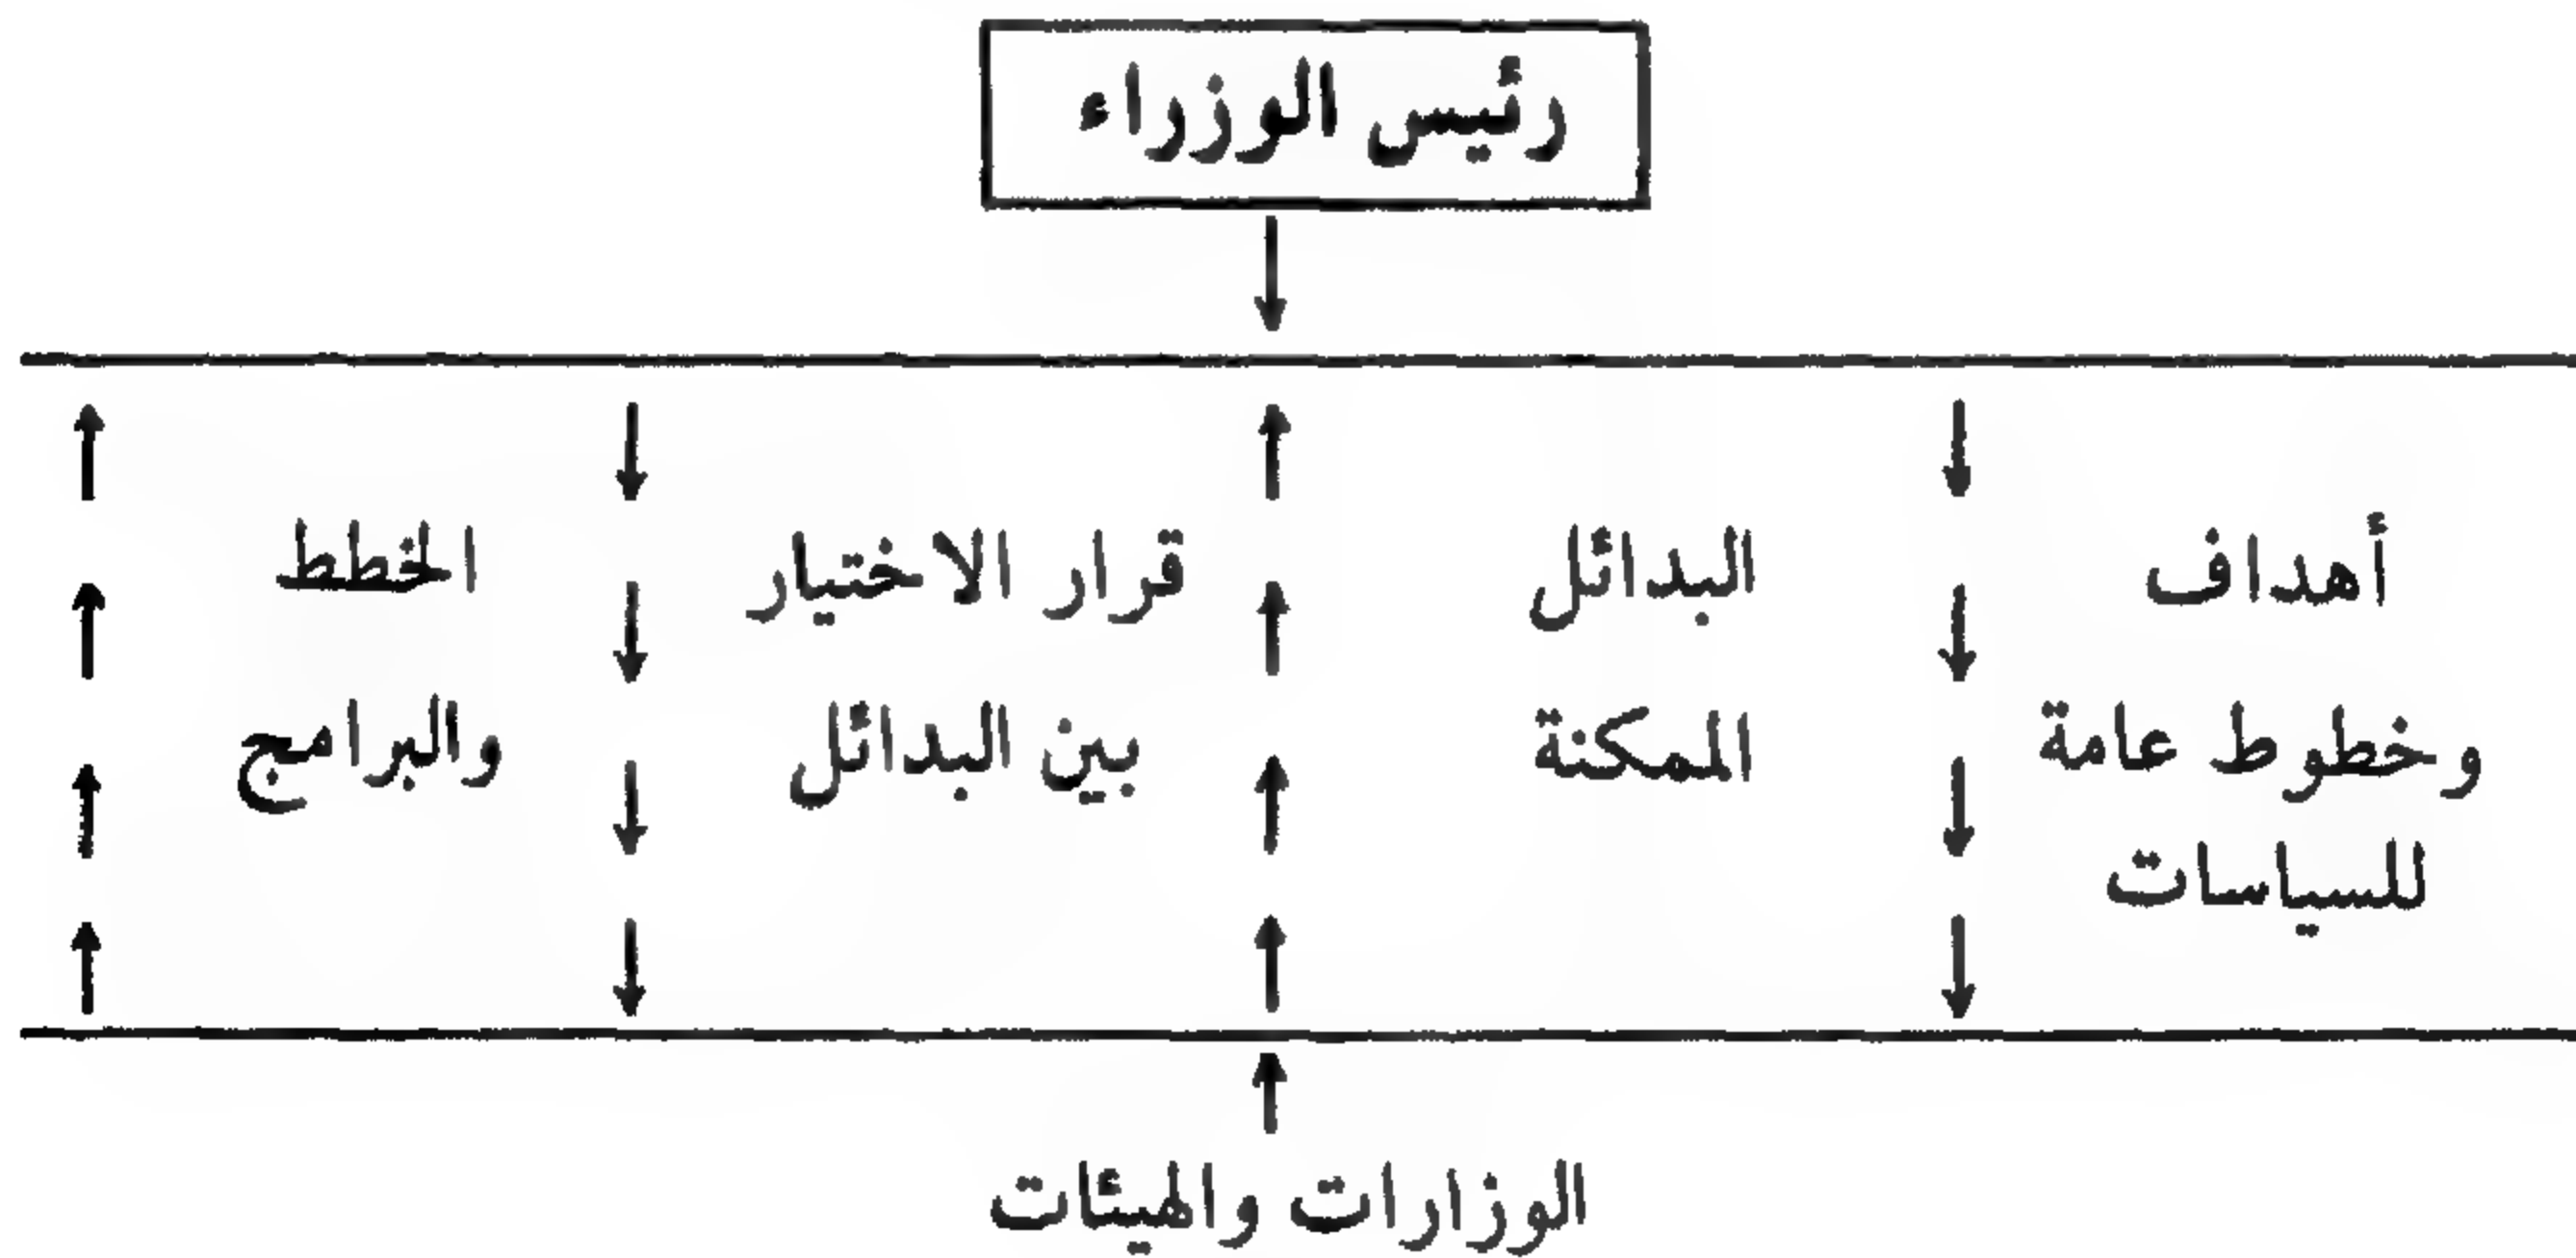 رئيس الوزراء
أهداف
وخطوط عامة
للسياسات
البدائل
الممكنة
قرار الاختيار
بين البدائل
الخطط
والبرامج
الوزارات والهيئات